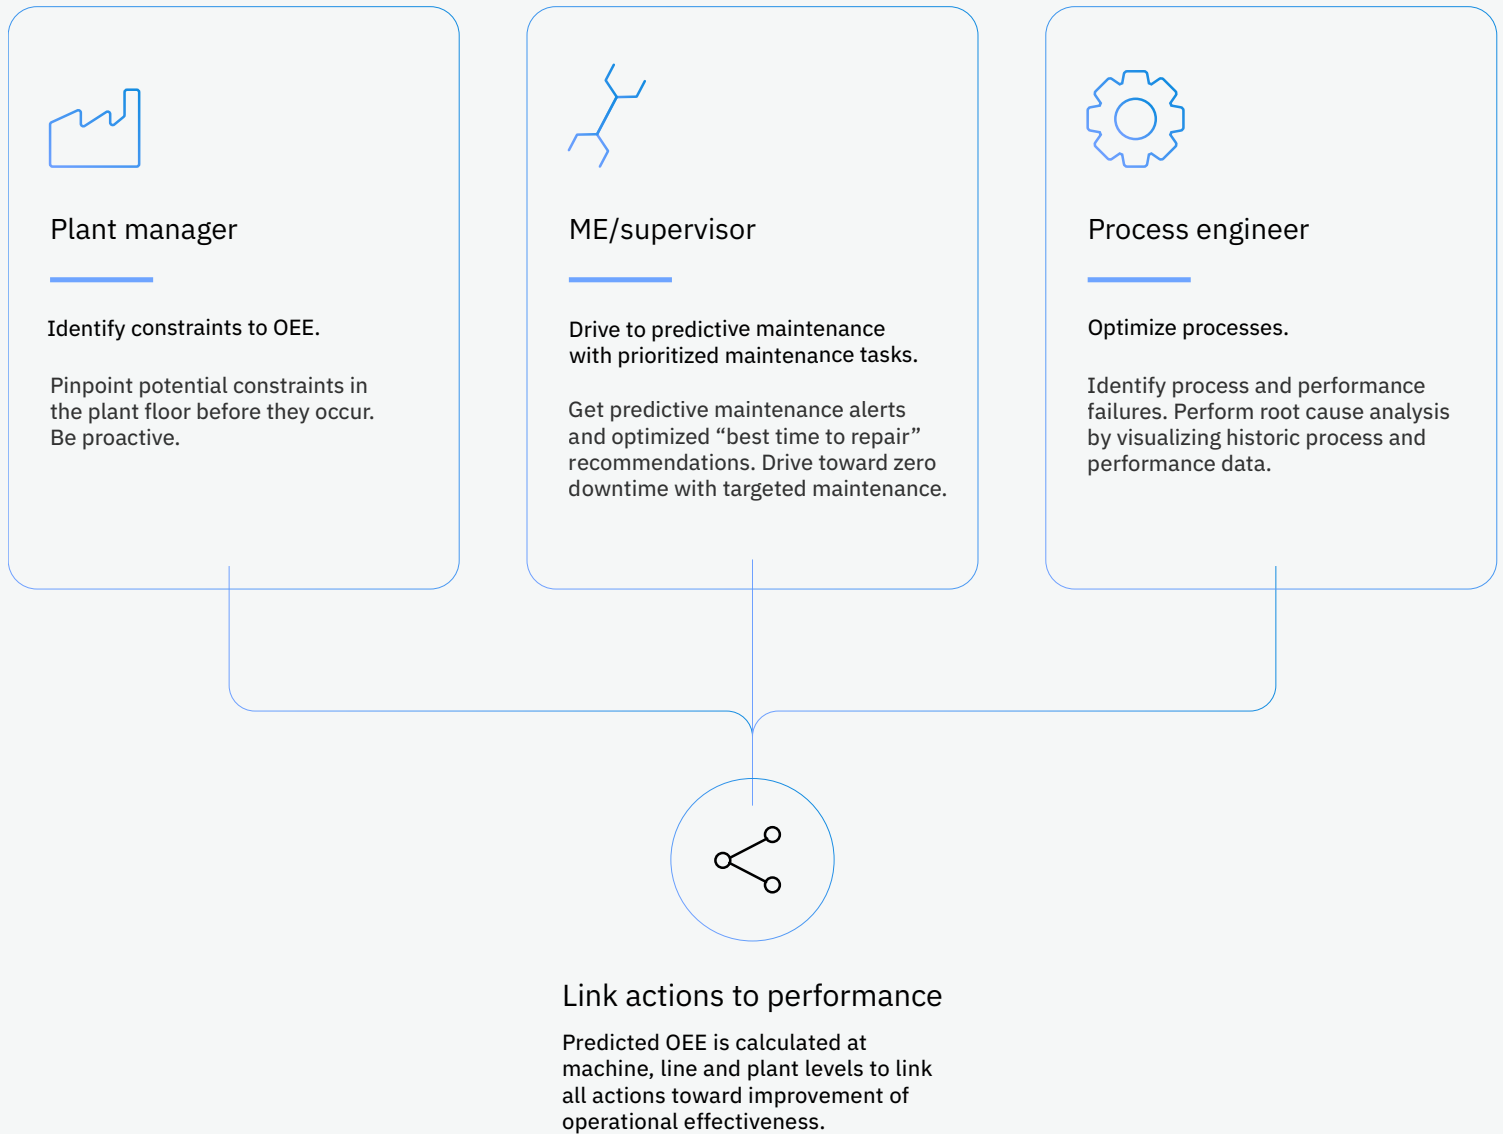 Plant manager
Identify constraints to OEE.
Pinpoint potential constraints in
the plant floor before they occur.
Be proactive.
ME/supervisor
Drive to predictive maintenance
with prioritized maintenance tasks.
Get predictive maintenance alerts
and optimized “best time to repair”
recommendations. Drive toward zero
downtime with targeted maintenance.
Process engineer
Optimize processes.
Identify process and performance
failures. Perform root cause analysis
by visualizing historic process and
performance data.
Link actions to performance
Predicted OEE is calculated at
machine, line and plant levels to link
all actions toward improvement of
operational effectiveness.